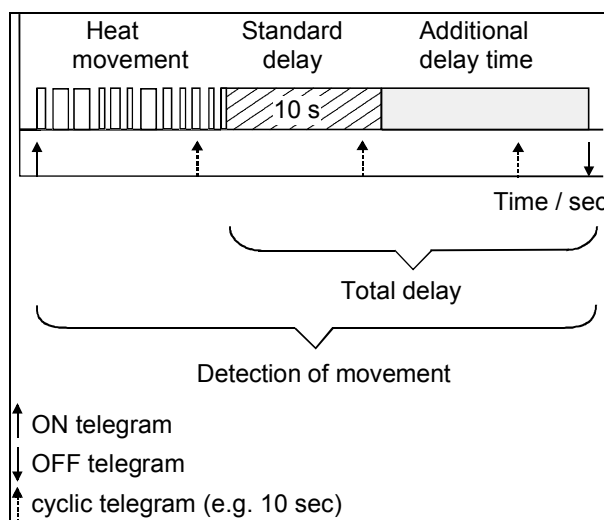 Heat movement
Standard delay
Additional delay time
10 s
Time / sec
Total delay
Detection of movement
ON telegram
OFF telegram
cyclic telegram (e.g. 10 sec)